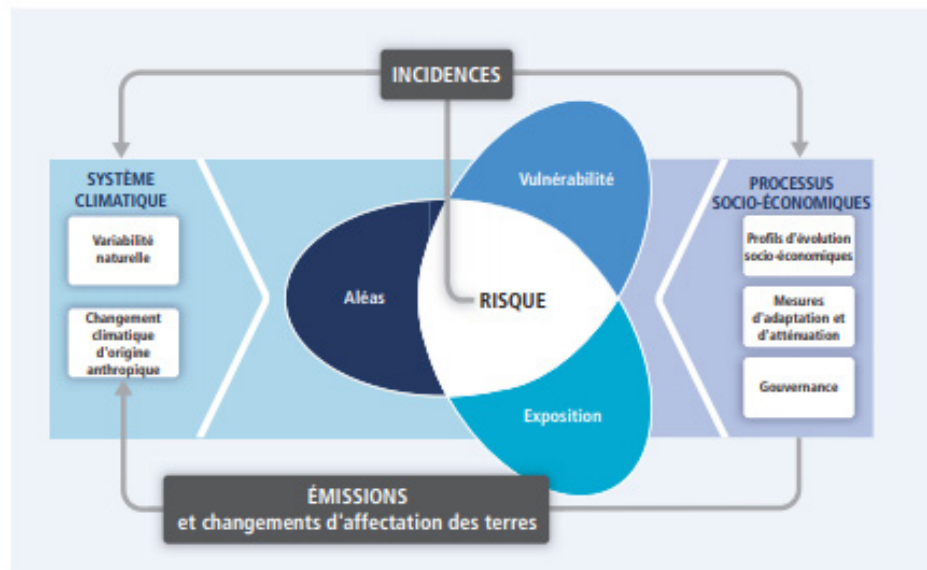 INCIDENCES
SYSTÈME
CLIMATIQUE
Variabilité
naturelle
Changement
climatique
d'origine
anthropique
Vulnérabilité
Aléas
RISQUE
Exposition
PROCESSUS
SOCIO-ÉCONOMIQUES
Profils d'évolution
socio-économiques
Mesures
d'adaptation et
d'atténuation
Gouvernance
ÉMISSIONS
et changements d'affectation des terres